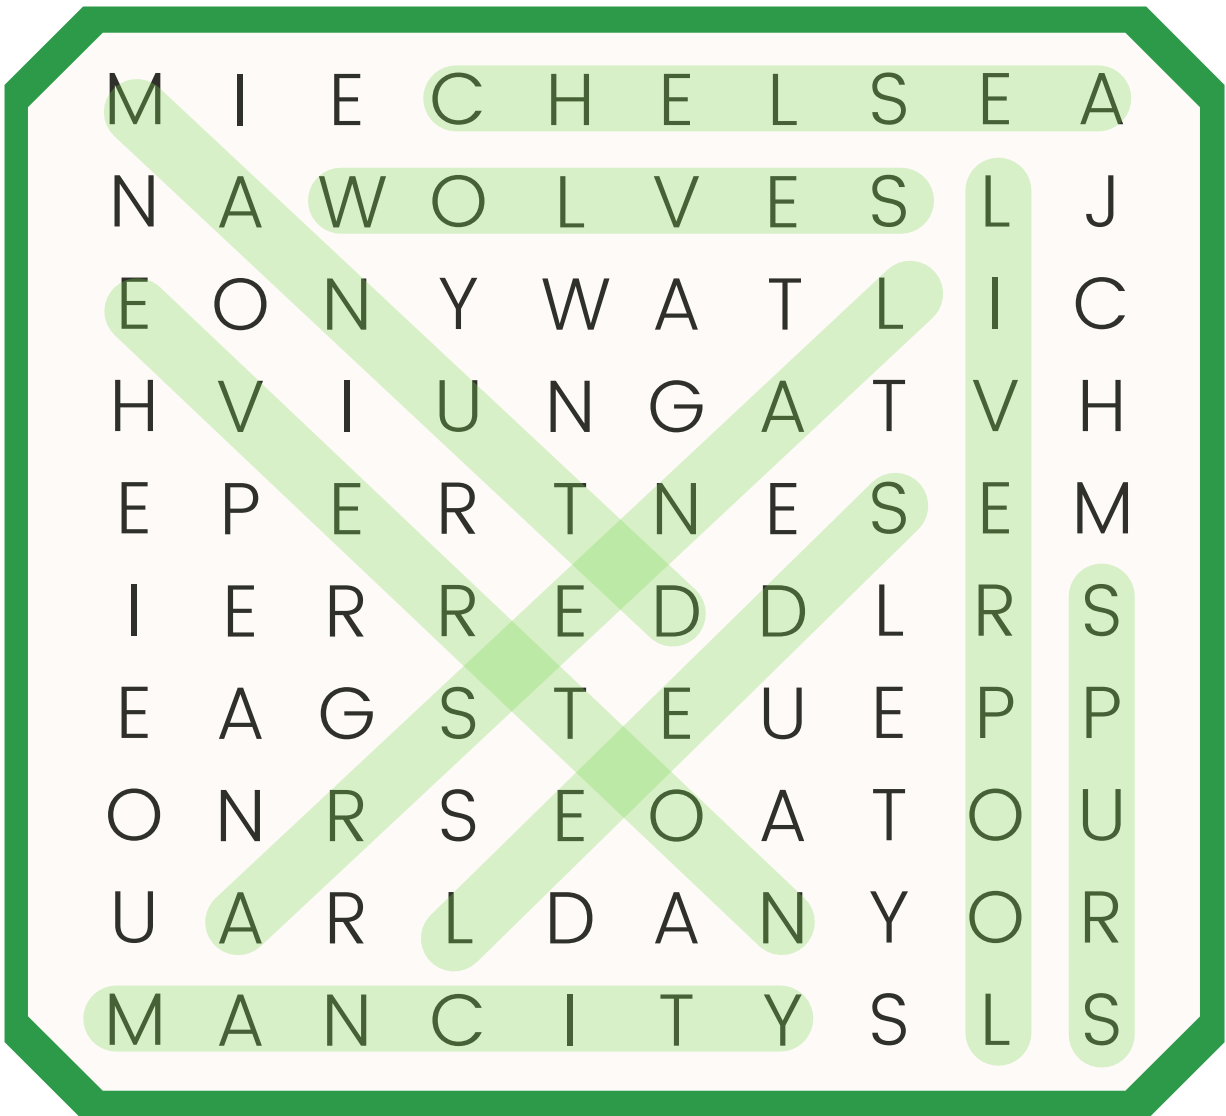 M I E C H E L S E A
N A W O L V E S L J
E O N Y W A T L I C
H V I U N G A T V H
E P E R T N E S E M
I E R R E D D L R S
E A G S T E U E P P
O N R S E O A T O U
U A R L D A N Y O R
M A N C I T Y S L S